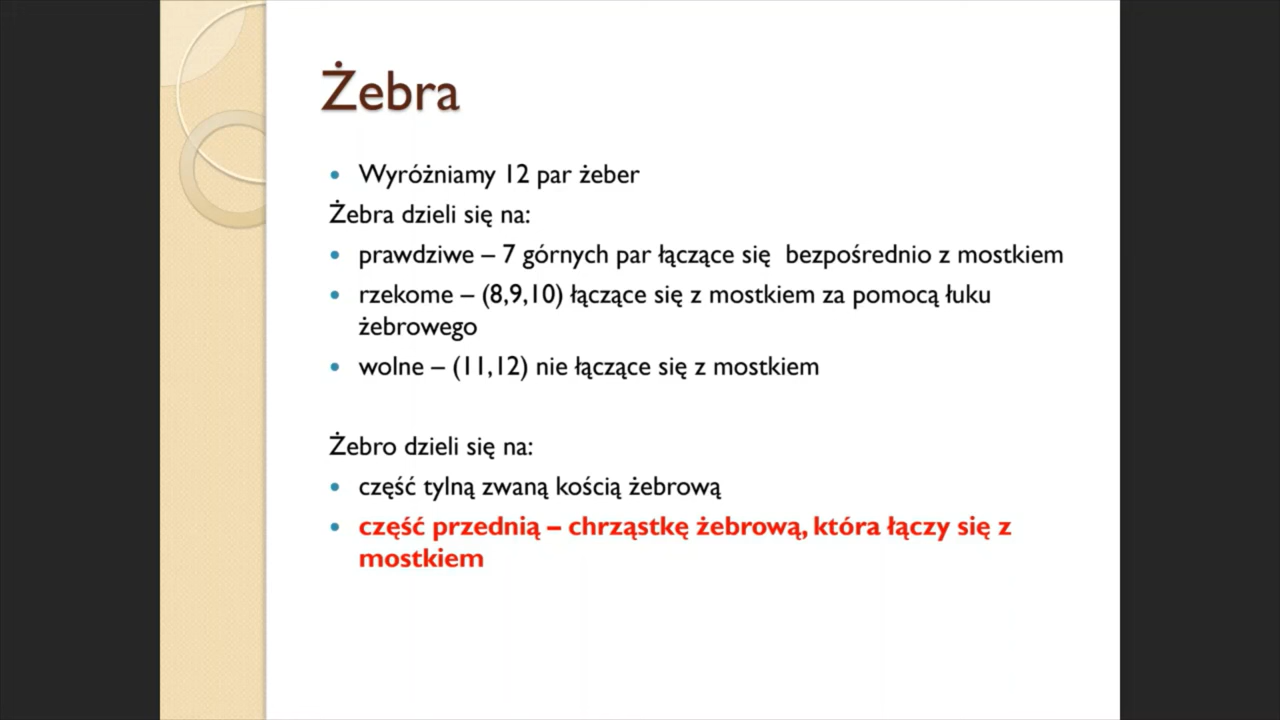 Żebra
• Wyróżniamy 12 par żeber
Żebra dzieli się na:
• prawdziwe – 7 górnych par łączące się  bezpośrednio z mostkiem
• rzekome – (8,9,10) łączące się z mostkiem za pomocą łuku
żebrowego
• wolne – (11,12) nie łączące się z mostkiem
Żebro dzieli się na:
• część tylną zwaną kością żebrową
• część przednią – chrząstkę żebrową, która łączy się z
mostkiem